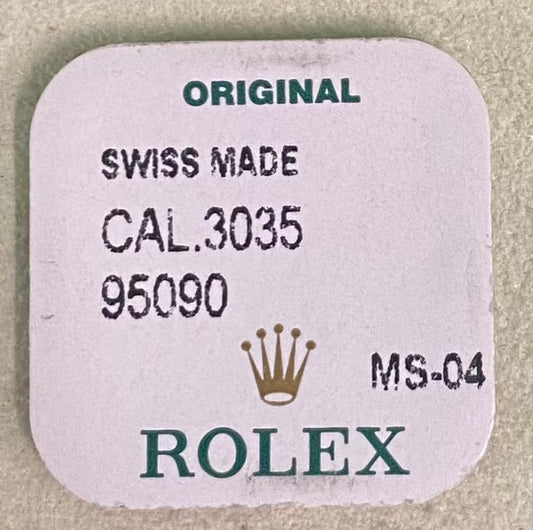 ORIGINAL
SWISS MADE
CAL.3035
95090
MS-04
ROLEX